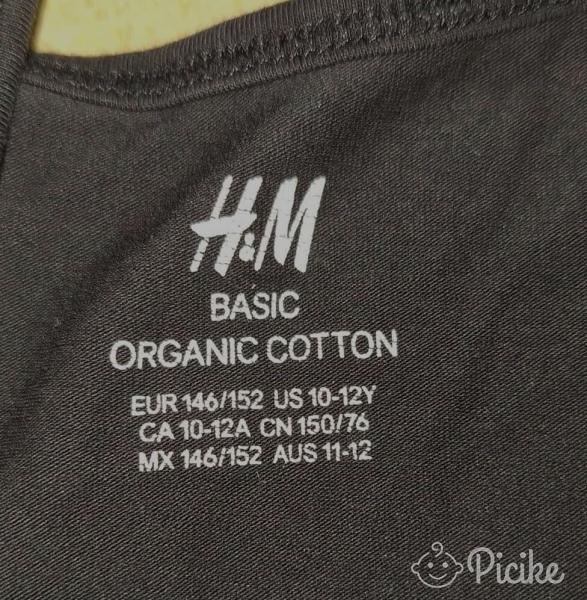 H&M
BASIC
ORGANIC COTTON
EUR 146/152 US 10-12Y
CA 10-12A CN 150/76
MX 146/152 AUS 11-12
Picike